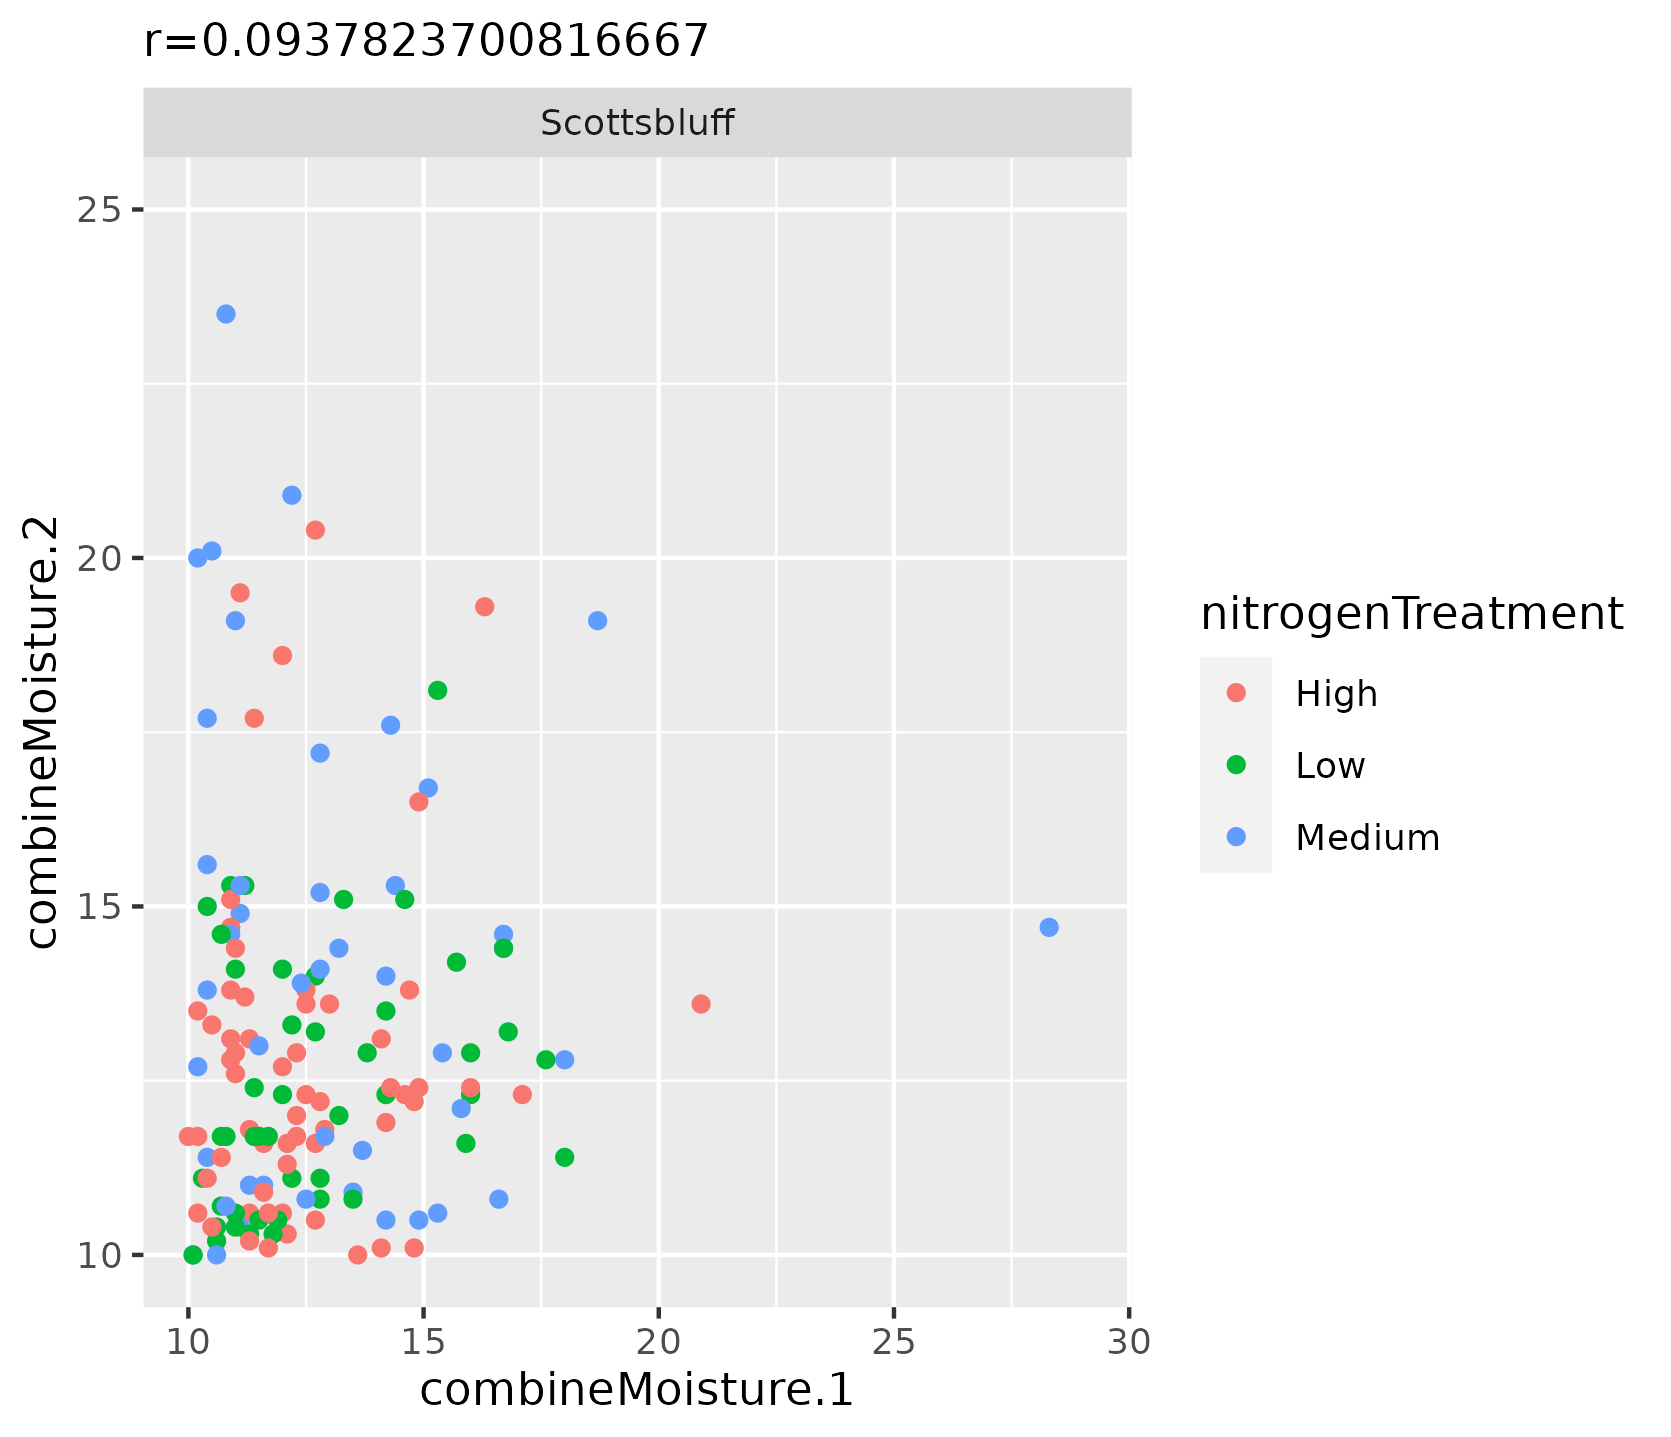 r=0.0937823700816667
Scottsbluff
25
20
15
10
combineMoisture.2
10 15 20 25 30
combineMoisture.1
nitrogenTreatment
High
Low
Medium